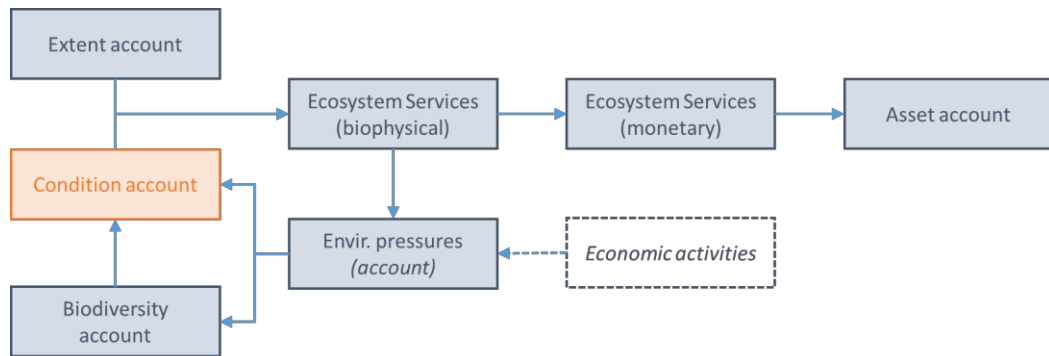 Extent account
Ecosystem Services
(biophysical)
Ecosystem Services
(monetary)
Asset account
Condition account
Envir. pressures
(account)
Economic activities
Biodiversity
account